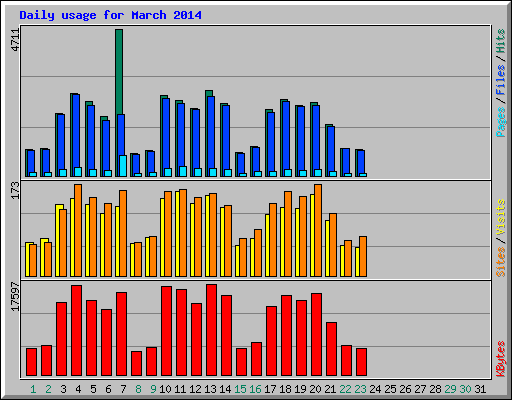 Daily usage for March 2014
4711
Pages / Files / Hits
173
Sites / Visits
17597
KBytes
1 2 3 4 5 6 7 8 9 10 11 12 13 14 15 16 17 18 19 20 21 22 23 24 25 26 27 28 29 30 31